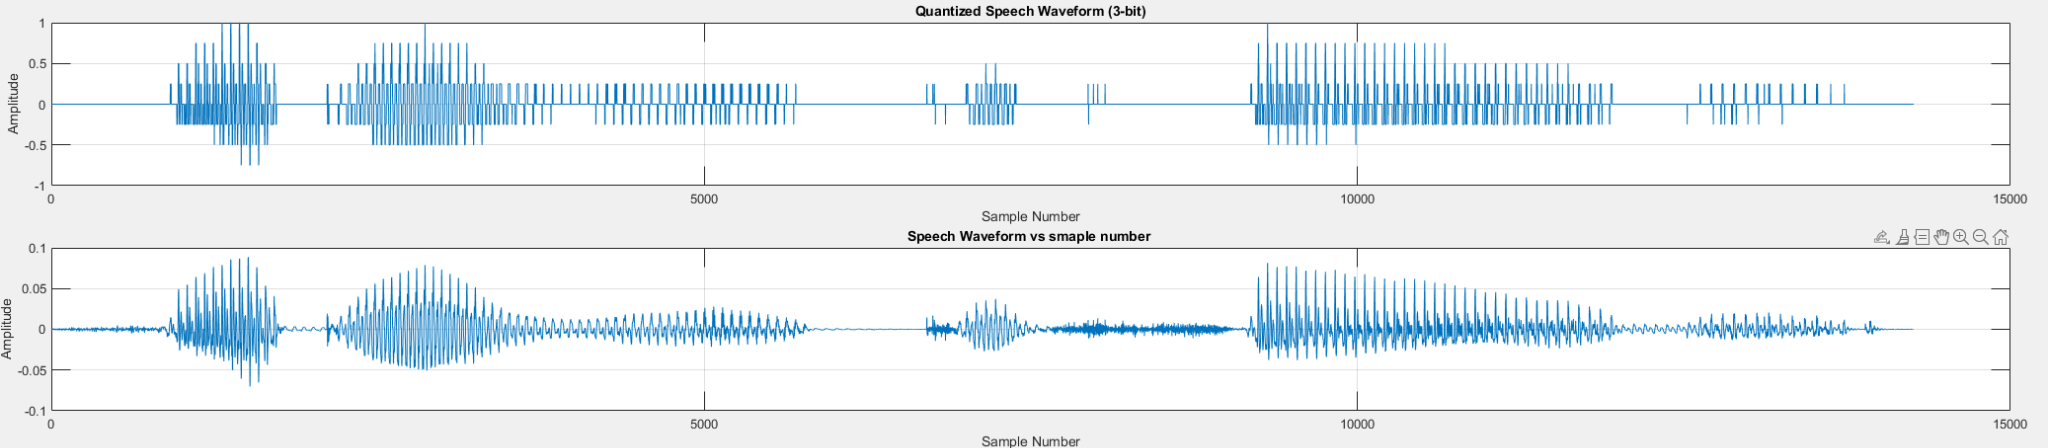 Quantized Speech Waveform (3-bit)
1
0.5
0
-0.5
-1
Amplitude
0 5000 10000 15000
Sample Number
Speech Waveform vs smaple number
0.1
0.05
0
-0.05
-0.1
Amplitude
0 5000 10000 15000
Sample Number